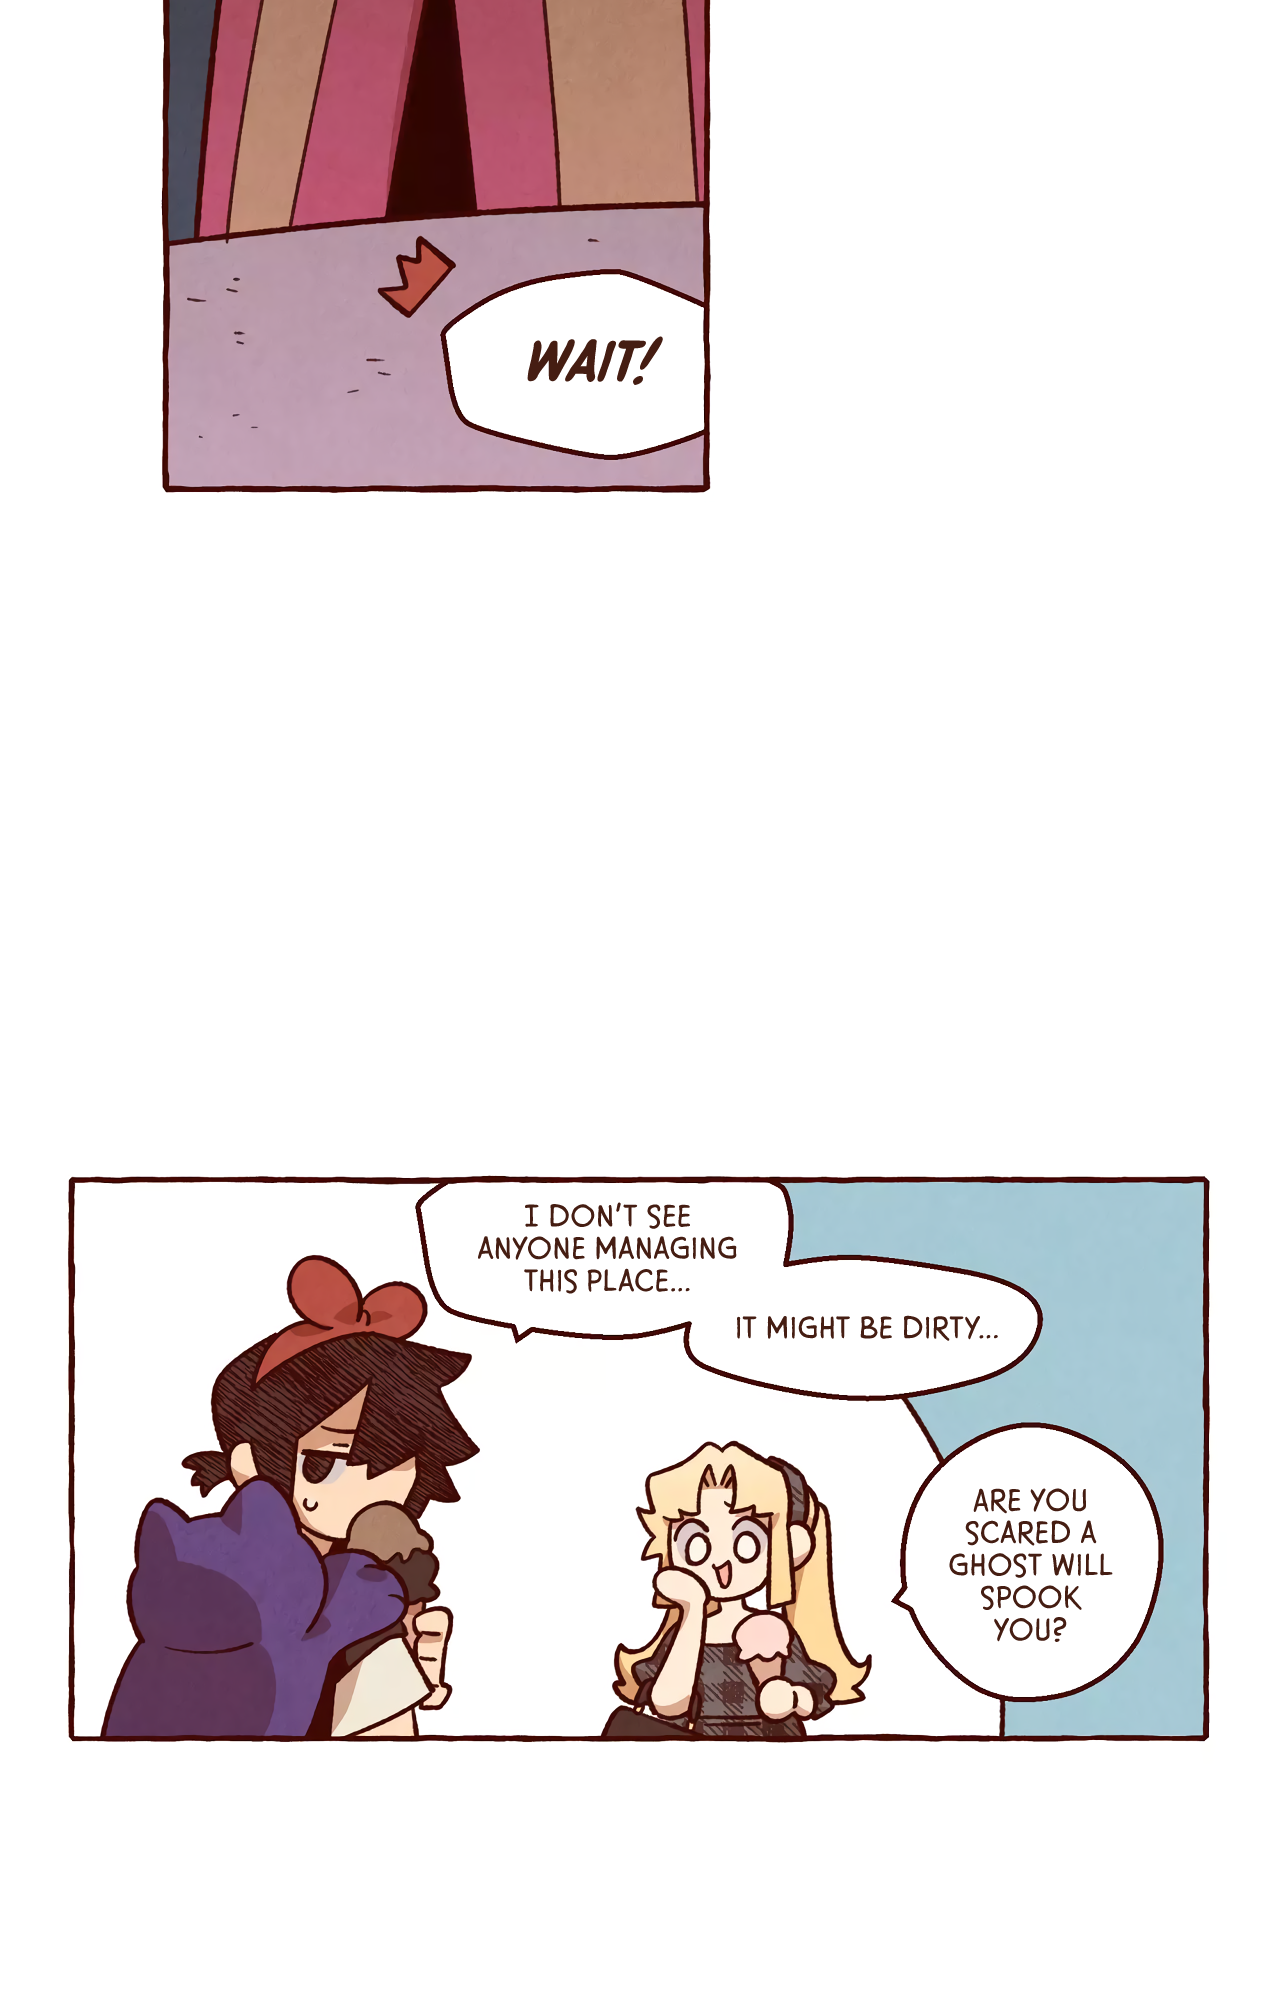 WAIT!
I DON'T SEE
ANYONE MANAGING
THIS PLACE...
IT MIGHT BE DIRTY...
ARE YOU
SCARED A
GHOST WILL
SPOOK
YOU?